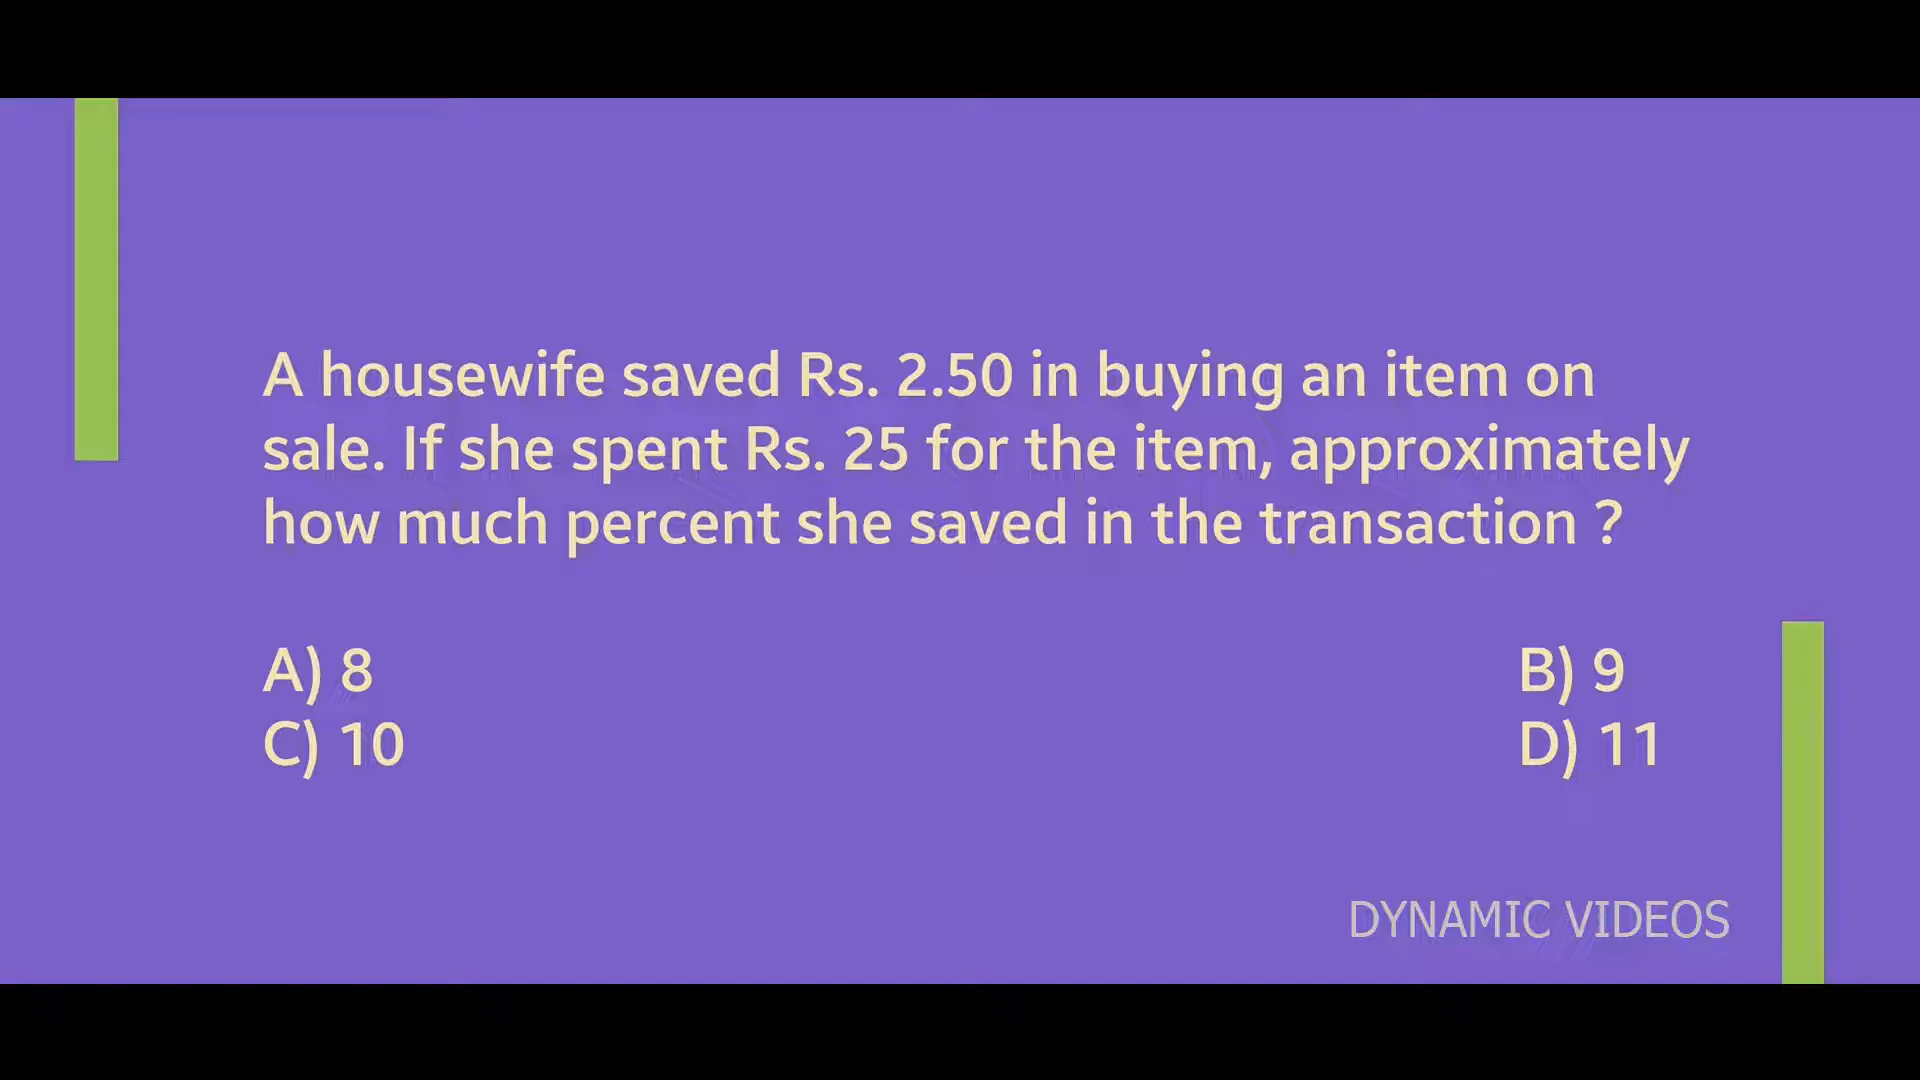 A housewife saved Rs. 2.50 in buying an item on
sale. If she spent Rs. 25 for the item, approximately
how much percent she saved in the transaction ?
A) 8 B) 9
C) 10 D) 11
DYNAMIC VIDEOS